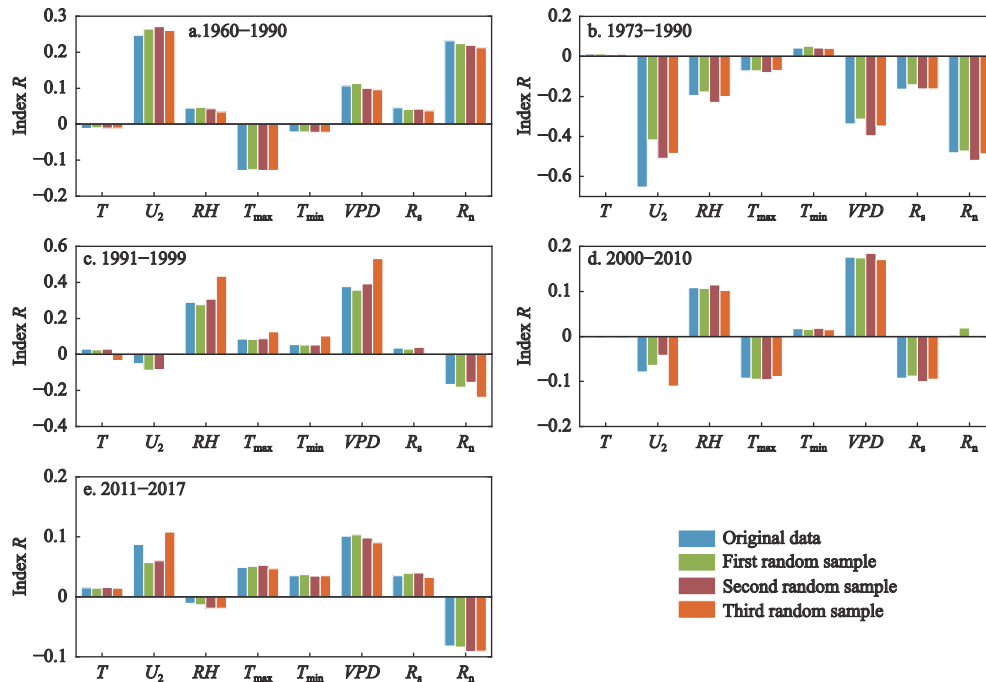 a.1960−1990
Index R
0.3
0.2
0.1
0
−0.1
−0.2
T U₂ RH Tmax Tmin VPD Rs Rn
b. 1973−1990
Index R
0.2
0
−0.2
−0.4
−0.6
T U₂ RH Tmax Tmin VPD Rs Rn
c. 1991−1999
Index R
0.6
0.4
0.2
0
−0.2
−0.4
T U₂ RH Tmax Tmin VPD Rs Rn
d. 2000−2010
Index R
0.2
0.1
0
−0.1
−0.2
T U₂ RH Tmax Tmin VPD Rs Rn
e. 2011−2017
Index R
0.2
0.1
0
−0.1
T U₂ RH Tmax Tmin VPD Rs Rn
Original data
First random sample
Second random sample
Third random sample